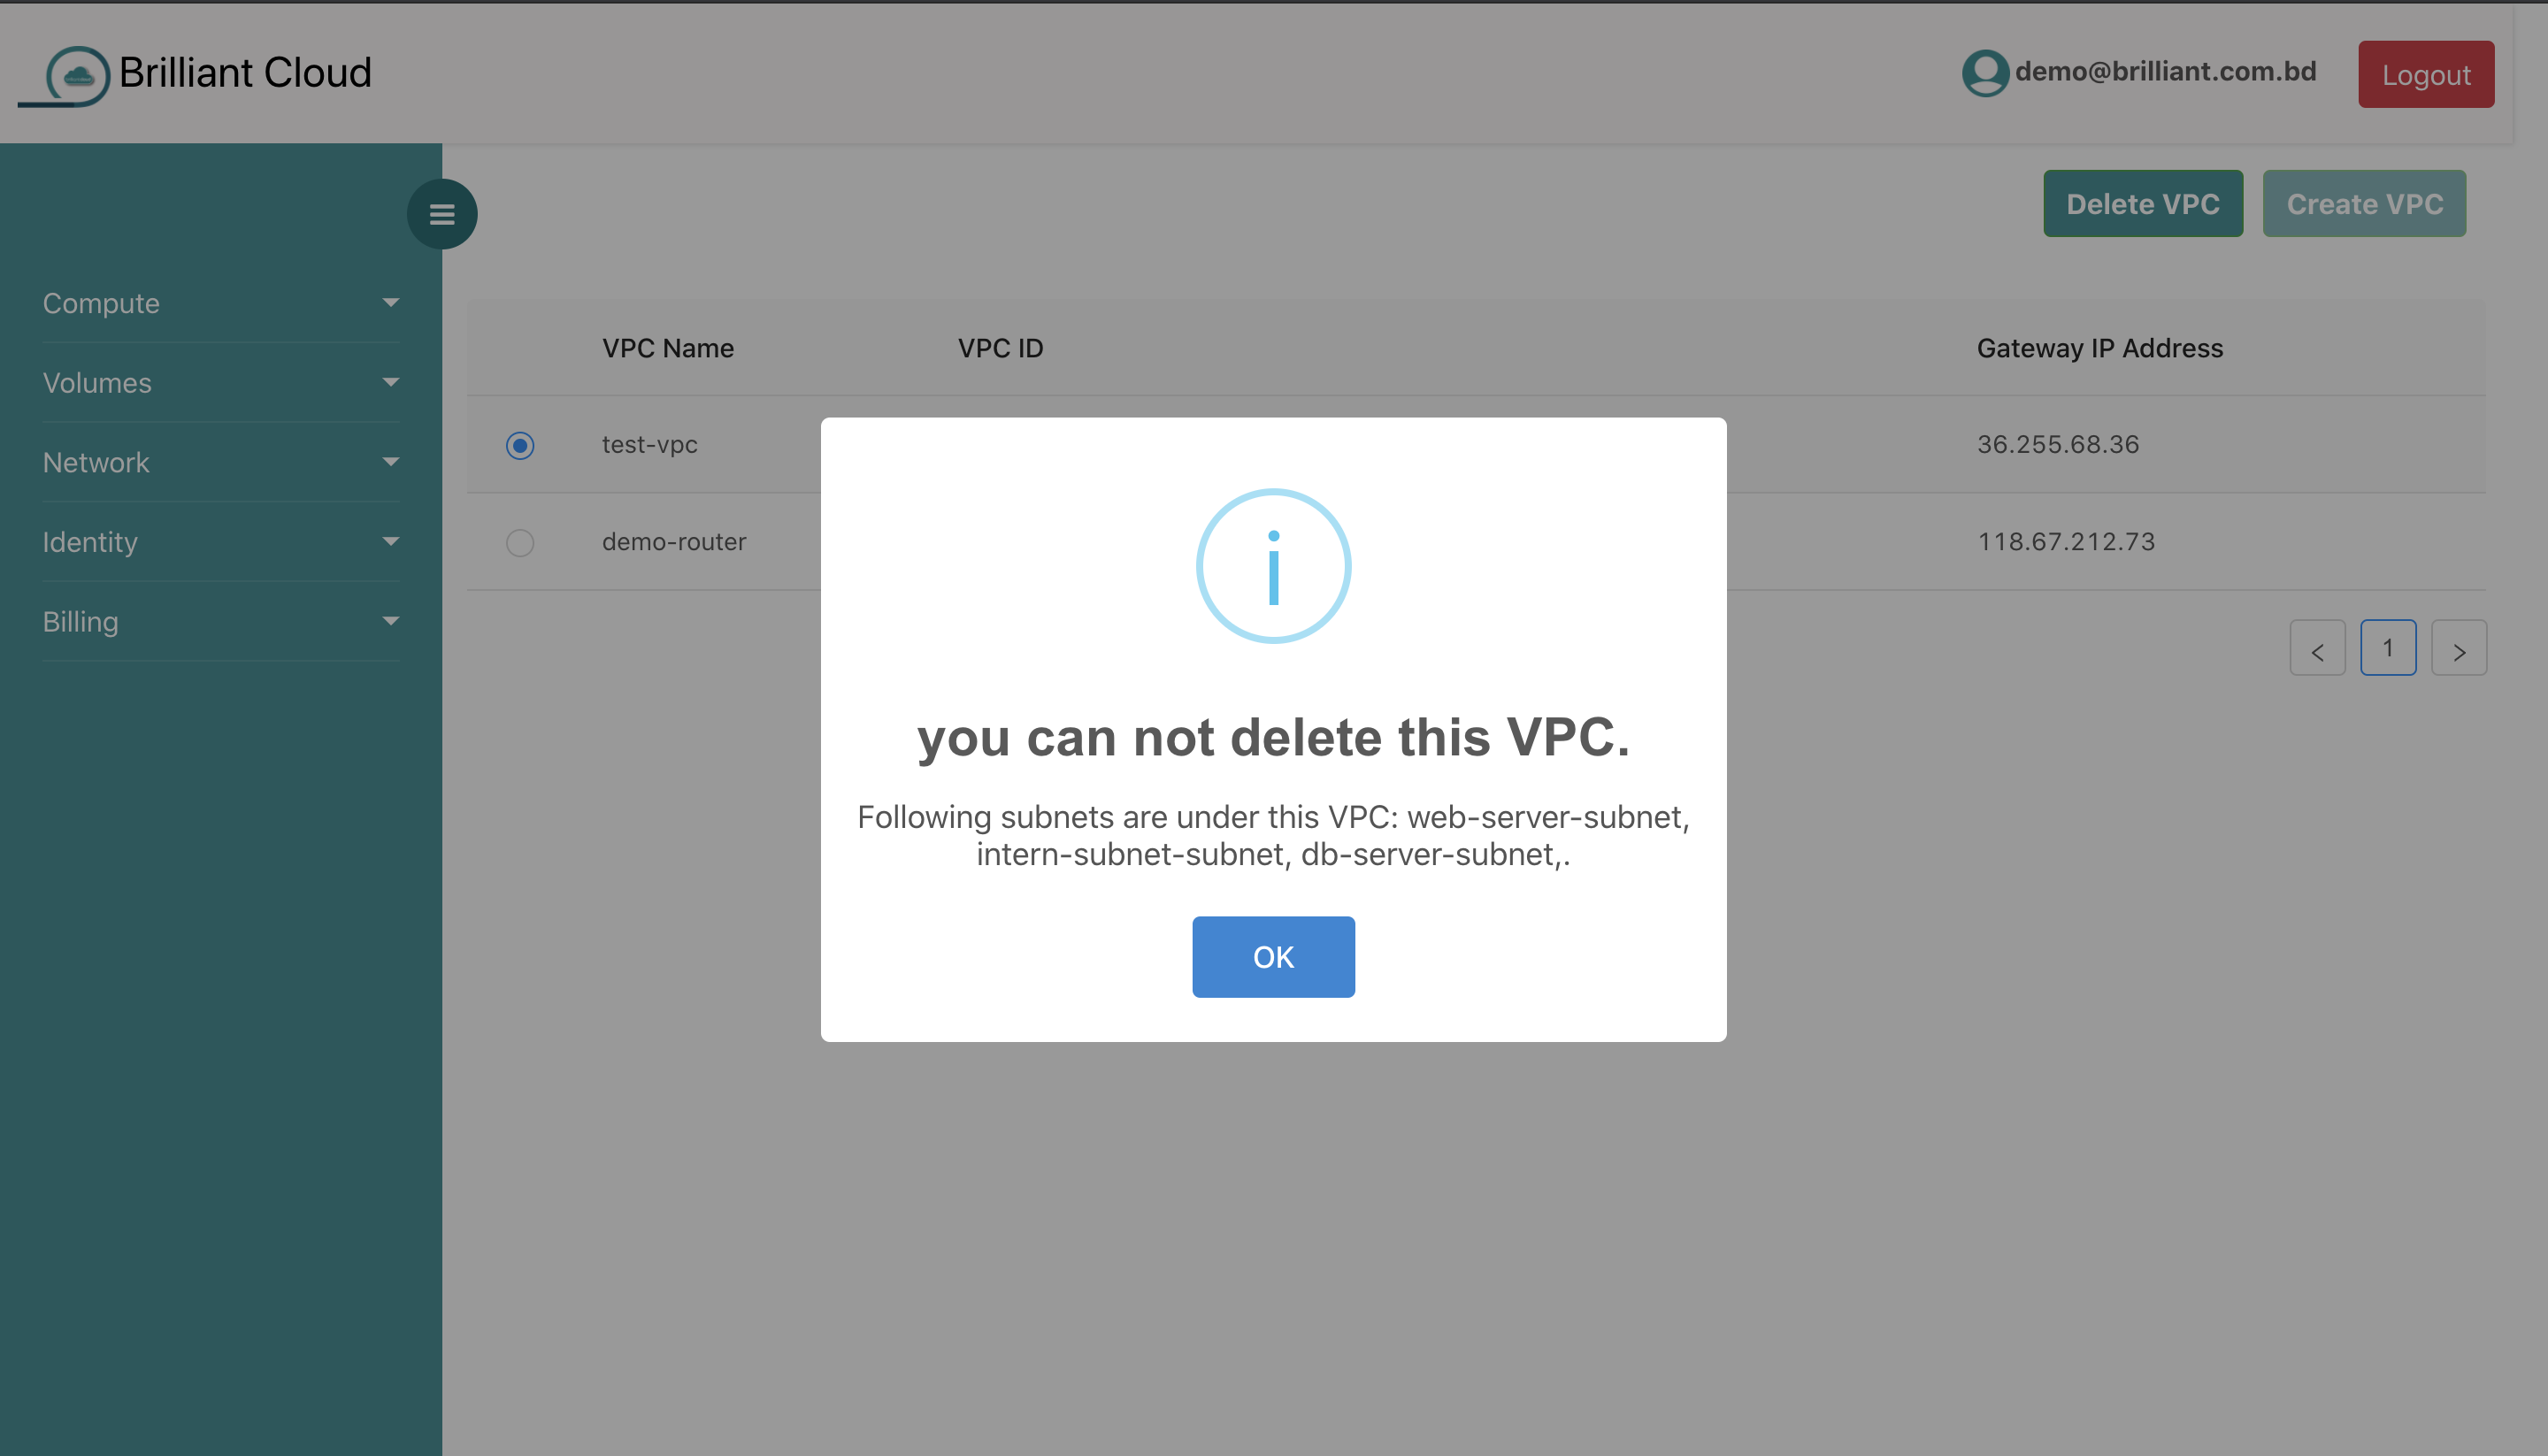 Brilliant Cloud
demo@brilliant.com.bd
Logout
Delete VPC
Create VPC
Compute
Volumes
Network
Identity
Billing
VPC Name VPC ID Gateway IP Address
test-vpc 36.255.68.36
demo-router 118.67.212.73
< 1 >
i
you can not delete this VPC.
Following subnets are under this VPC: web-server-subnet,
intern-subnet-subnet, db-server-subnet,.
OK